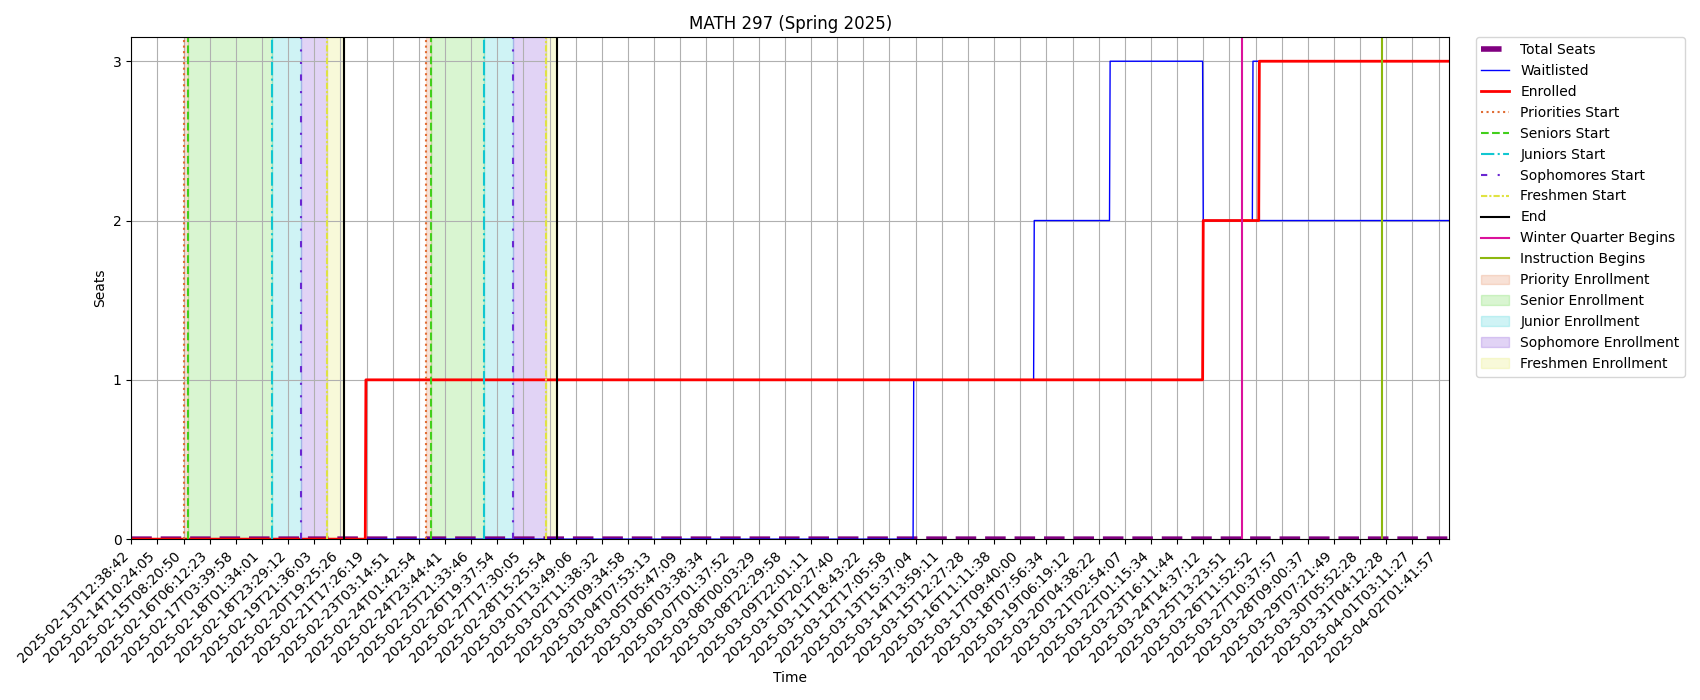 MATH 297 (Spring 2025)
Seats
3
2
1
0
2025-02-13T12:38:42
2025-02-14T10:24:05
2025-02-15T08:20:50
2025-02-16T06:12:23
2025-02-17T03:39:58
2025-02-18T01:34:01
2025-02-18T23:29:12
2025-02-19T21:36:03
2025-02-20T19:25:26
2025-02-21T17:26:19
2025-02-23T03:14:51
2025-02-24T01:42:54
2025-02-24T23:44:41
2025-02-25T21:33:46
2025-02-26T19:37:54
2025-02-27T17:30:05
2025-02-28T15:25:54
2025-03-01T13:49:06
2025-03-02T11:38:32
2025-03-03T09:34:58
2025-03-04T07:53:13
2025-03-05T05:47:09
2025-03-06T03:38:34
2025-03-07T01:37:52
2025-03-08T00:03:29
2025-03-08T22:29:58
2025-03-09T22:01:11
2025-03-10T20:27:40
2025-03-11T18:43:22
2025-03-12T17:05:58
2025-03-13T15:37:04
2025-03-14T13:59:11
2025-03-15T12:27:28
2025-03-16T11:11:38
2025-03-17T09:40:00
2025-03-18T07:56:34
2025-03-19T06:19:12
2025-03-20T04:38:22
2025-03-21T02:54:07
2025-03-22T01:15:34
2025-03-23T16:11:44
2025-03-24T14:37:12
2025-03-25T13:23:51
2025-03-26T11:52:52
2025-03-27T10:37:57
2025-03-28T09:00:37
2025-03-29T07:21:49
2025-03-30T05:52:28
2025-03-31T04:12:28
2025-04-01T03:11:27
2025-04-02T01:41:57
Time
Total Seats
Waitlisted
Enrolled
Priorities Start
Seniors Start
Juniors Start
Sophomores Start
Freshmen Start
End
Winter Quarter Begins
Instruction Begins
Priority Enrollment
Senior Enrollment
Junior Enrollment
Sophomore Enrollment
Freshmen Enrollment